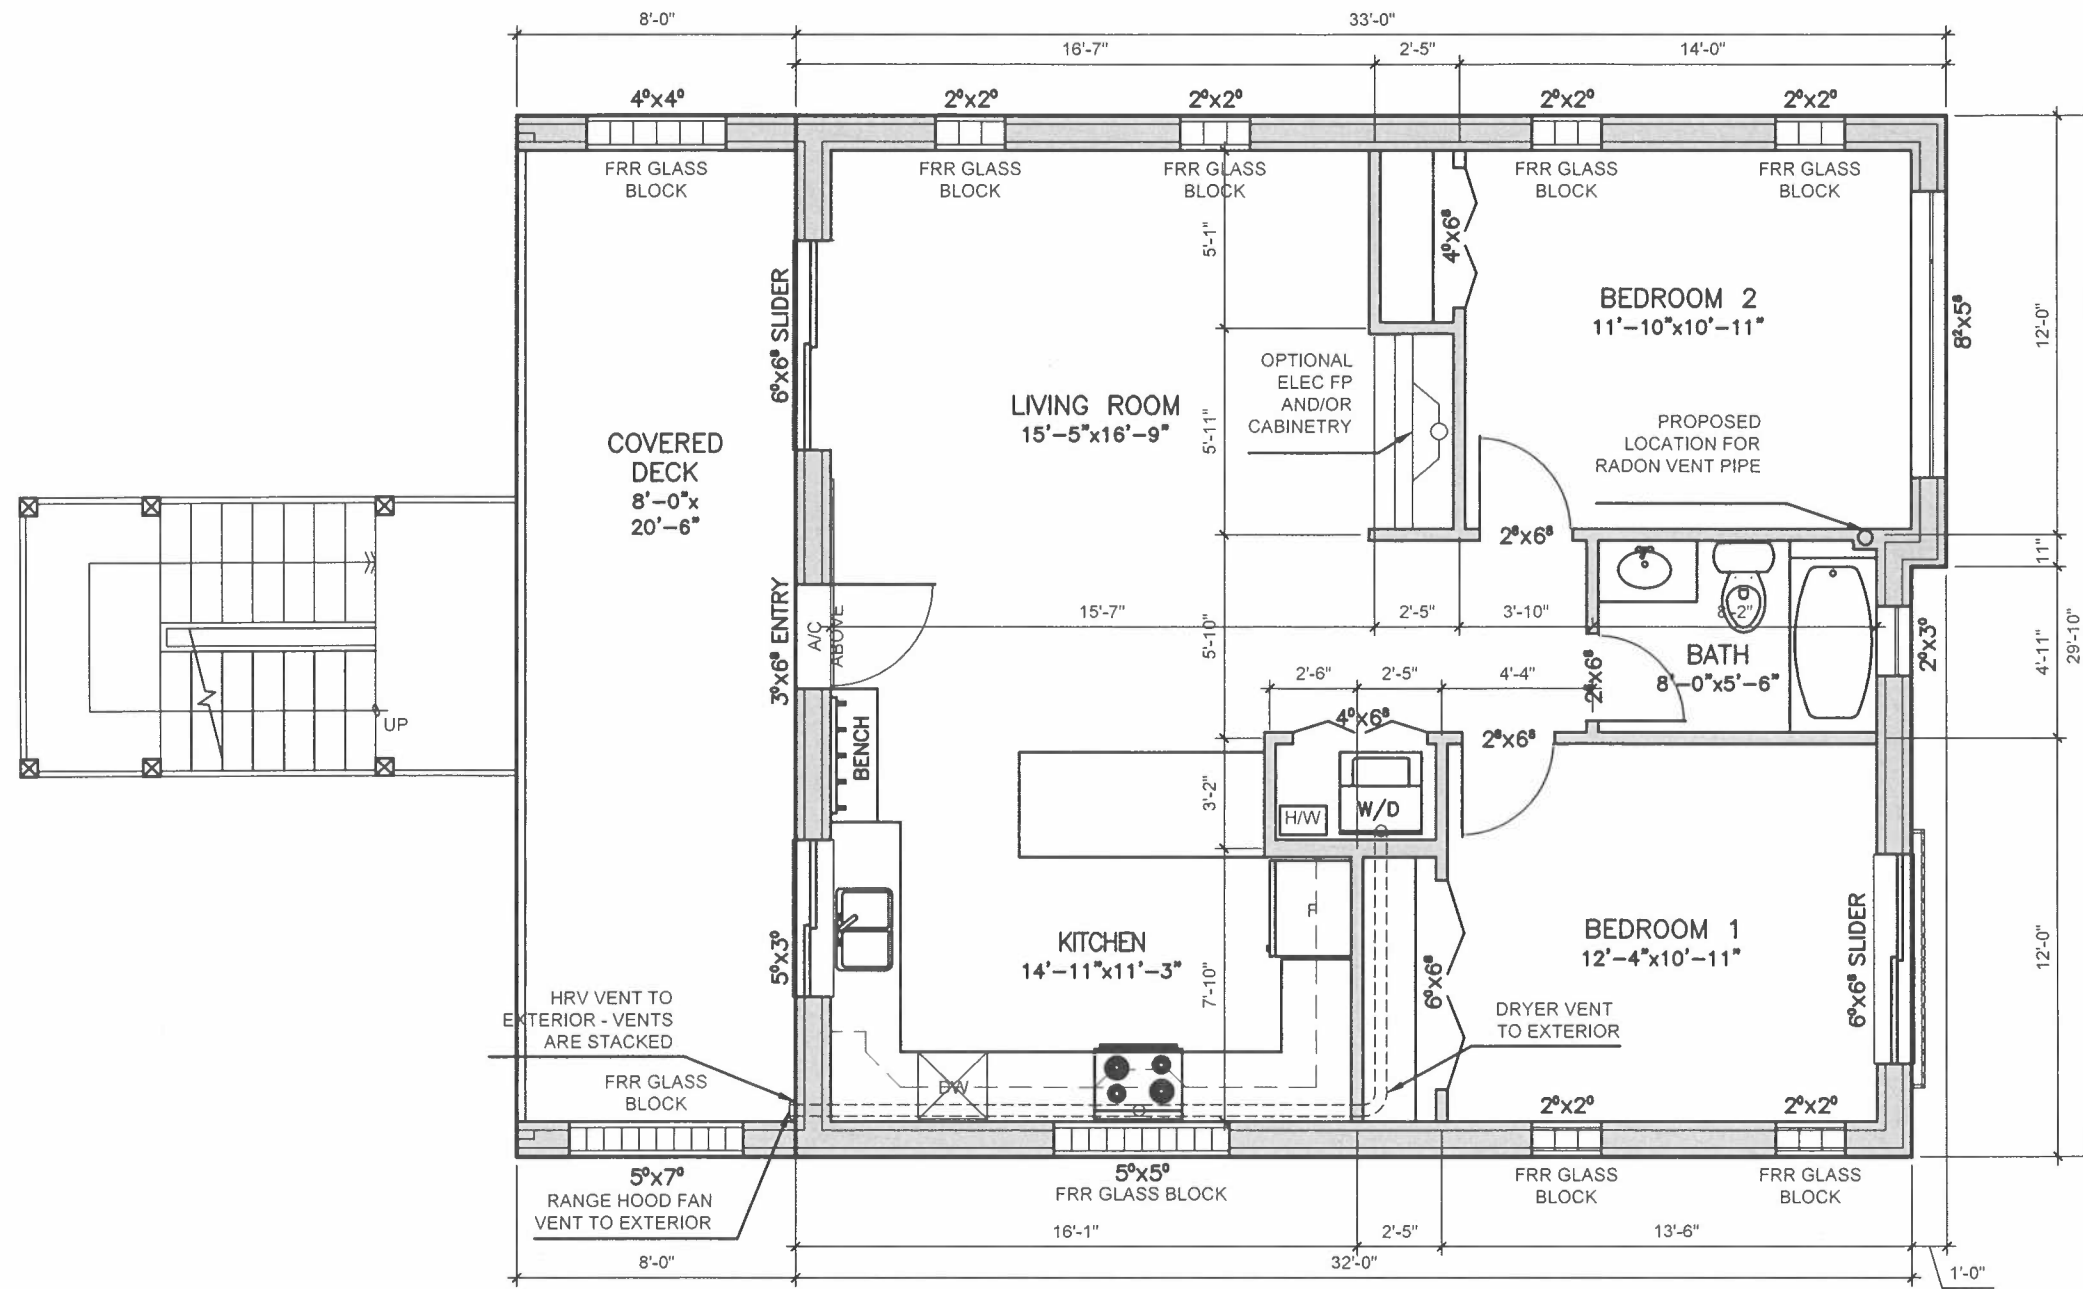 8'-0"
33'-0"
16'-7"
2'-5"
14'-0"
4⁰x4⁰
2⁰x2⁰
2⁰x2⁰
2⁰x2⁰
2⁰x2⁰
FRR GLASS
BLOCK
FRR GLASS
BLOCK
FRR GLASS
BLOCK
FRR GLASS
BLOCK
FRR GLASS
BLOCK
4⁰x6⁸
5'-1"
6⁰x6⁸ SLIDER
BEDROOM 2
11'-10"x10'-11"
8²x5⁸
12'-0"
OPTIONAL
ELEC FP
AND/OR
CABINETRY
LIVING ROOM
15'-5"x16'-9"
5'-11"
PROPOSED
LOCATION FOR
RADON VENT PIPE
COVERED
DECK
8'-0"x
20'-6"
2⁸x6⁸
11"
3⁰x6⁸ ENTRY
A/C
ABOVE
15'-7"
2'-5"
3'-10"
8'-2"
5'-10"
2⁰x3⁰
4'-11"
29'-10"
BATH
8'-0"x5'-6"
2'-6"
2'-5"
4'-4"
4⁰x6⁸
2⁸x6⁸
UP
BENCH
3'-2"
H/W
W/D
F
KITCHEN
14'-11"x11'-3"
5⁰x3⁰
7'-10"
6⁰x6⁸
BEDROOM 1
12'-4"x10'-11"
6⁰x6⁸ SLIDER
12'-0"
HRV VENT TO
EXTERIOR - VENTS
ARE STACKED
DRYER VENT
TO EXTERIOR
FRR GLASS
BLOCK
DW
2⁰x2⁰
2⁰x2⁰
5⁰x7⁰
RANGE HOOD FAN
VENT TO EXTERIOR
5⁰x5⁰
FRR GLASS BLOCK
FRR GLASS
BLOCK
FRR GLASS
BLOCK
16'-1"
2'-5"
13'-6"
8'-0"
32'-0"
1'-0"